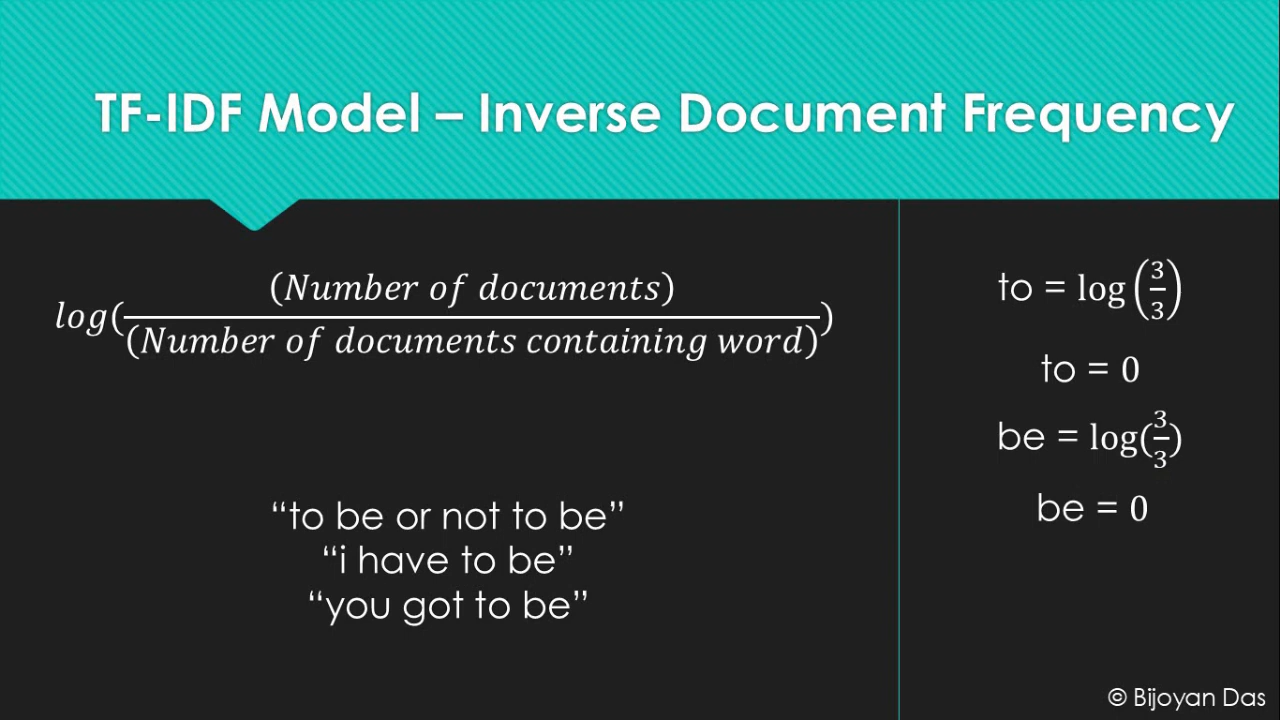 TF-IDF Model – Inverse Document Frequency
log((Number of documents)/(Number of documents containing word))
“to be or not to be”
“i have to be”
“you got to be”
to = log(3/3)
to = 0
be = log(3/3)
be = 0
© Bijoyan Das